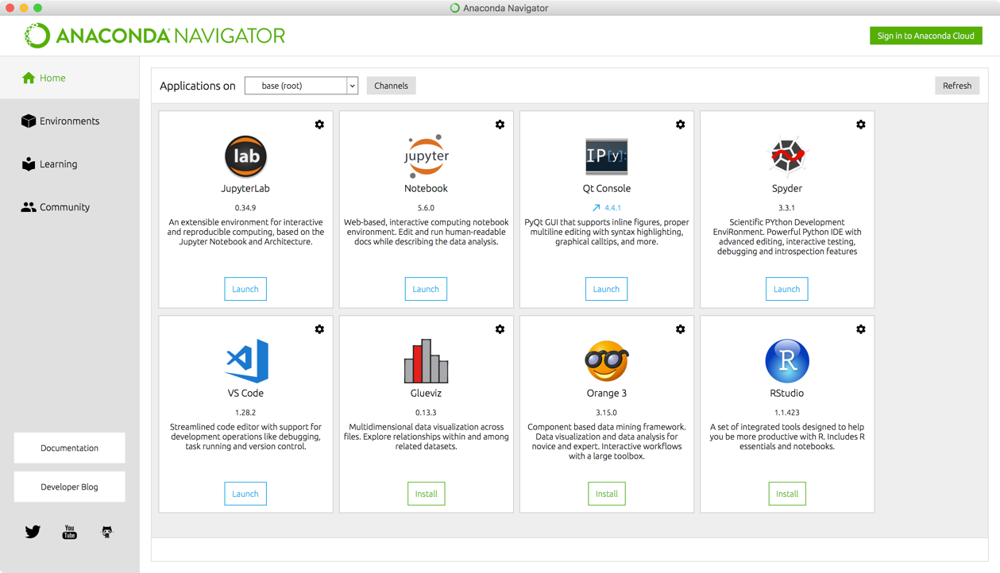 Anaconda Navigator
ANACONDA NAVIGATOR
Sign in to Anaconda Cloud
Home
Environments
Learning
Community
Documentation
Developer Blog
You
Tube
Applications on
base (root)
Channels
Refresh
lab
JupyterLab
0.34.9
An extensible environment for interactive
and reproducible computing, based on the
Jupyter Notebook and Architecture.
Launch
jupyter
Notebook
5.6.0
Web-based, interactive computing notebook
environment. Edit and run human-readable
docs while describing the data analysis.
Launch
IP[y]:
Qt Console
4.4.1
PyQt GUI that supports inline figures, proper
multiline editing with syntax highlighting,
graphical calltips, and more.
Launch
Spyder
3.3.1
Scientific PYthon Development
EnviRonment. Powerful Python IDE with
advanced editing, interactive testing,
debugging and introspection features
Launch
VS Code
1.28.2
Streamlined code editor with support for
development operations like debugging,
task running and version control.
Launch
Glueviz
0.13.3
Multidimensional data visualization across
files. Explore relationships within and among
related datasets.
Install
Orange 3
3.15.0
Component based data mining framework.
Data visualization and data analysis for
novice and expert. Interactive workflows
with a large toolbox.
Install
R
RStudio
1.1.423
A set of integrated tools designed to help
you be more productive with R. Includes R
essentials and notebooks.
Install